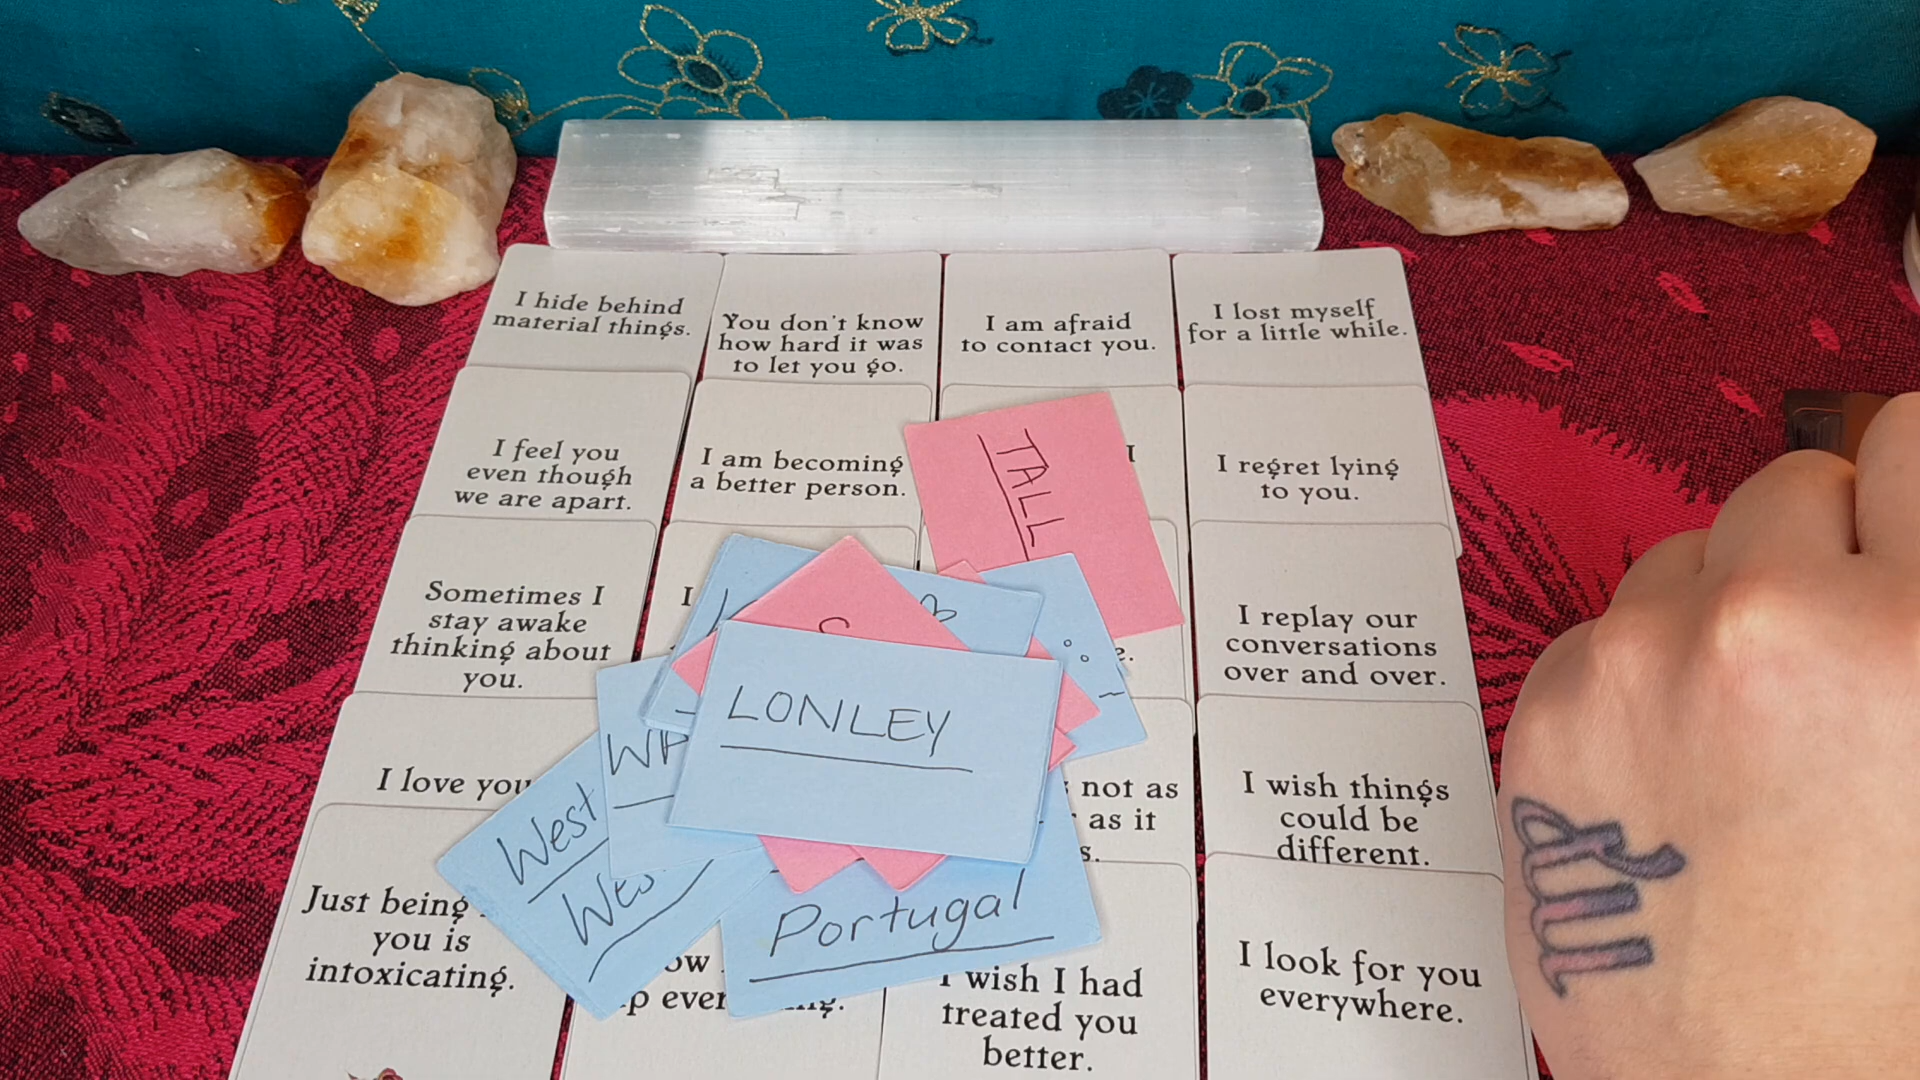 I hide behind
material things.
You don't know
how hard it was
to let you go.
I am afraid
to contact you.
I lost myself
for a little while.
I feel you
even though
we are apart.
I am becoming
a better person.
I
TALL
I regret lying
to you.
Sometimes I
stay awake
thinking about
you.
I
I replay our
conversations
over and over.
LONLEY
I love you
West
not as
as it
I wish things
could be
different.
Just being
you is
intoxicating.
Portugal
I wish I had
treated you
better.
I look for you
everywhere.